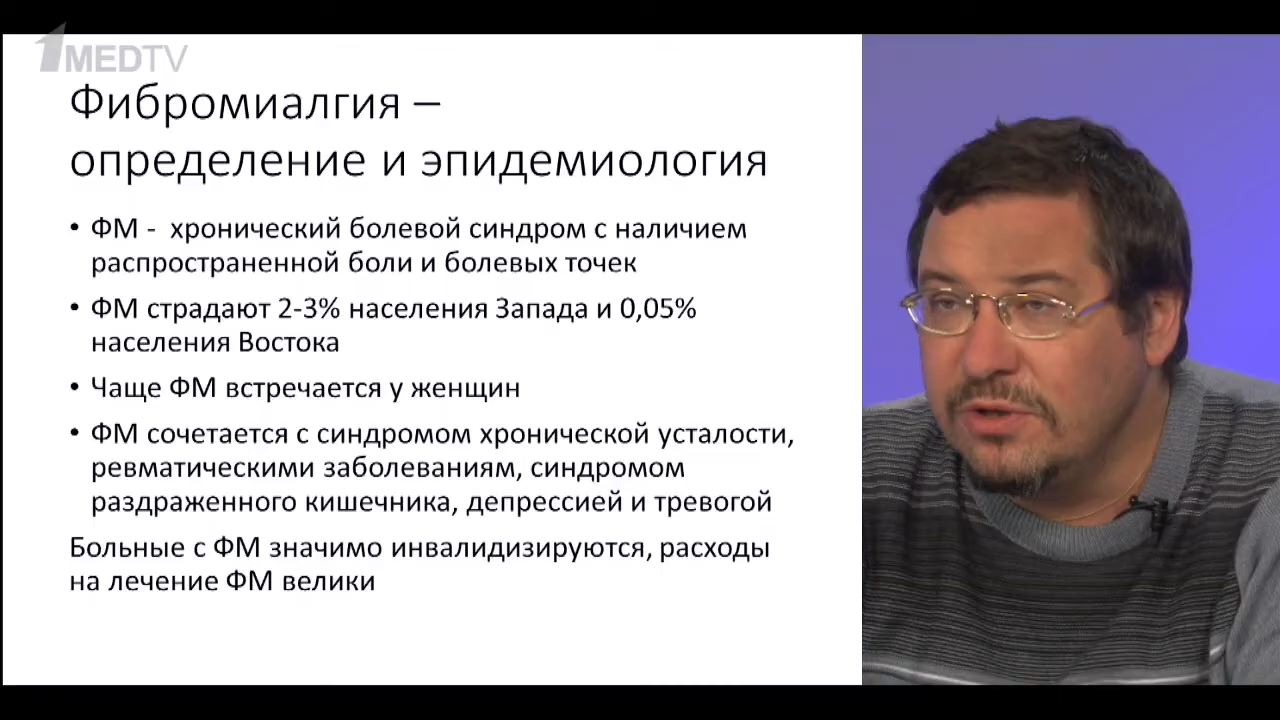 1MEDTV
Фибромиалгия –
определение и эпидемиология
• ФМ - хронический болевой синдром с наличием
распространенной боли и болевых точек
• ФМ страдают 2-3% населения Запада и 0,05%
населения Востока
• Чаще ФМ встречается у женщин
• ФМ сочетается с синдромом хронической усталости,
ревматическими заболеваниям, синдромом
раздраженного кишечника, депрессией и тревогой
Больные с ФМ значимо инвалидизируются, расходы
на лечение ФМ велики